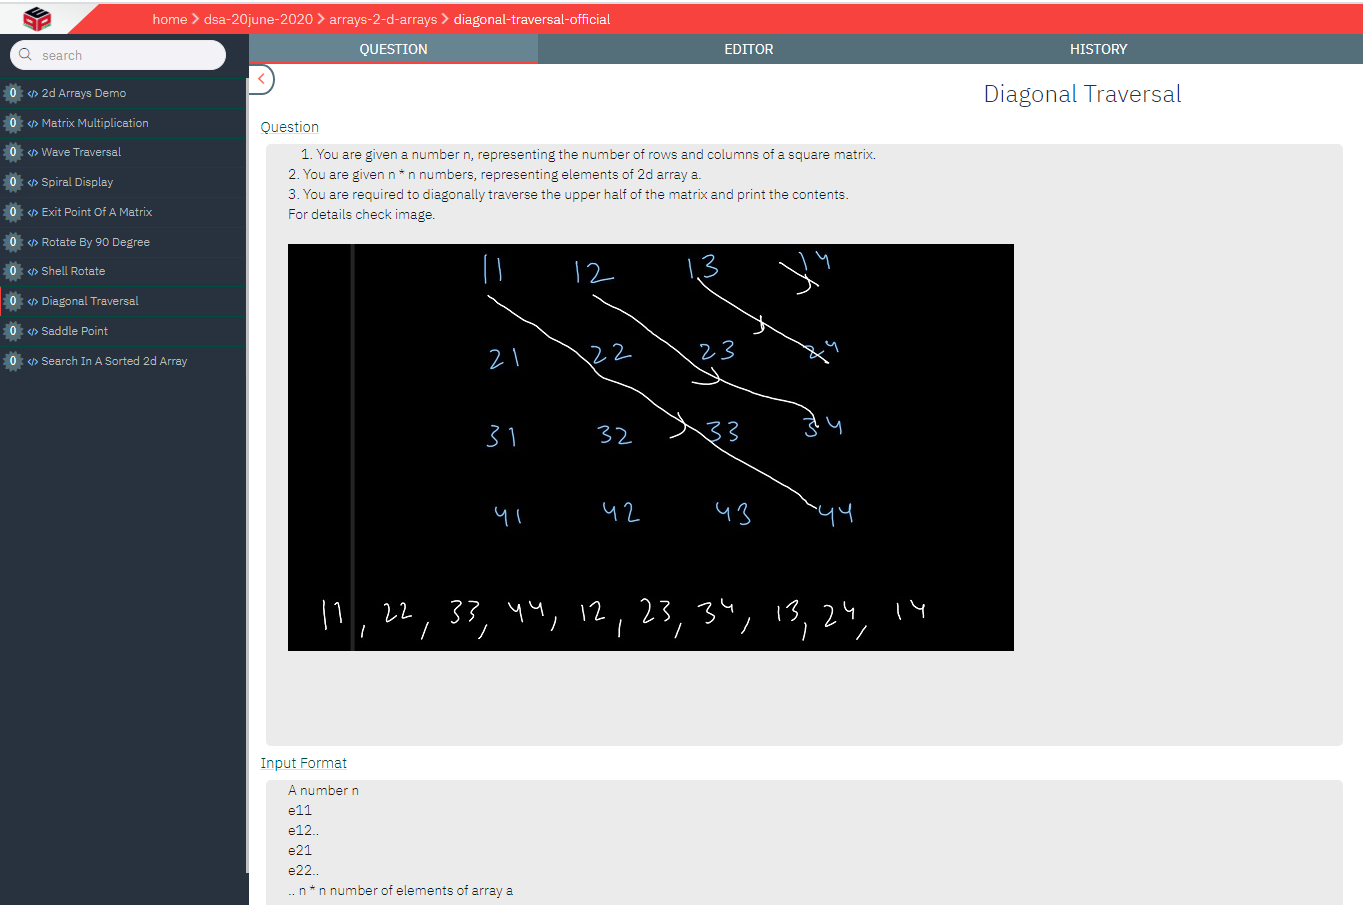 home > dsa-20june-2020 > arrays-2-d-arrays > diagonal-traversal-official
search
QUESTION EDITOR HISTORY
0 </> 2d Arrays Demo
0 </> Matrix Multiplication
0 </> Wave Traversal
0 </> Spiral Display
0 </> Exit Point Of A Matrix
0 </> Rotate By 90 Degree
0 </> Shell Rotate
0 </> Diagonal Traversal
0 </> Saddle Point
0 </> Search In A Sorted 2d Array
Diagonal Traversal
Question
1. You are given a number n, representing the number of rows and columns of a square matrix.
2. You are given n * n numbers, representing elements of 2d array a.
3. You are required to diagonally traverse the upper half of the matrix and print the contents.
For details check image.
11 12 13 14
21 22 23 24
31 32 33 34
41 42 43 44
11, 22, 33, 44, 12, 23, 34, 13, 24, 14
Input Format
A number n
e11
e12..
e21
e22..
.. n * n number of elements of array a